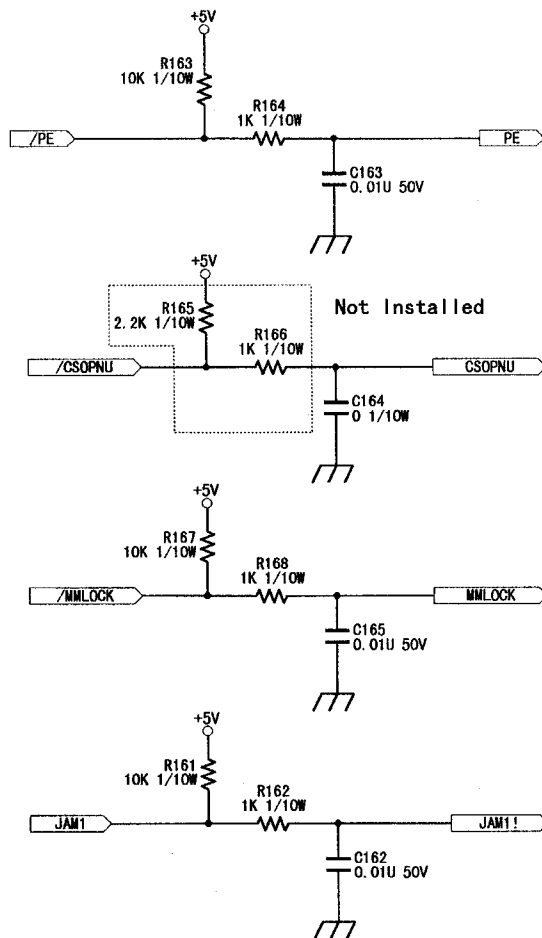 +5V
R163
10K 1/10W
R164
1K 1/10W
/PE
PE
C163
0.01U 50V
+5V
R165
2.2K 1/10W
Not Installed
R166
1K 1/10W
/CSOPNU
CSOPNU
C164
0 1/10W
+5V
R167
10K 1/10W
R168
1K 1/10W
/MMLOCK
MMLOCK
C165
0.01U 50V
+5V
R161
10K 1/10W
R162
1K 1/10W
JAM1
JAM1!
C162
0.01U 50V